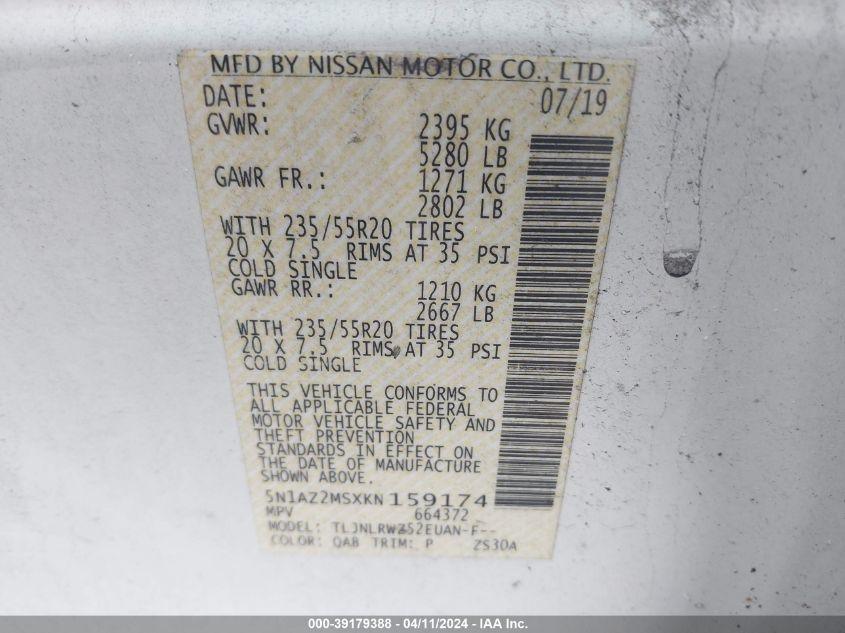 MFD BY NISSAN MOTOR CO., LTD.
DATE: 07/19
GVWR: 2395 KG
5280 LB
GAWR FR.: 1271 KG
2802 LB
WITH 235/55R20 TIRES
20 X 7.5 RIMS AT 35 PSI
COLD SINGLE
GAWR RR.: 1210 KG
2667 LB
WITH 235/55R20 TIRES
20 X 7.5 RIMS AT 35 PSI
COLD SINGLE
THIS VEHICLE CONFORMS TO
ALL APPLICABLE FEDERAL
MOTOR VEHICLE SAFETY AND
THEFT PREVENTION
STANDARDS IN EFFECT ON
THE DATE OF MANUFACTURE
SHOWN ABOVE.
5N1AZ2MSXKN159174
MPV 664372
MODEL: TLJNLRWZ52EUAN-F--
COLOR: QAB TRIM: P ZS30A
000-39179388 - 04/11/2024 - IAA Inc.